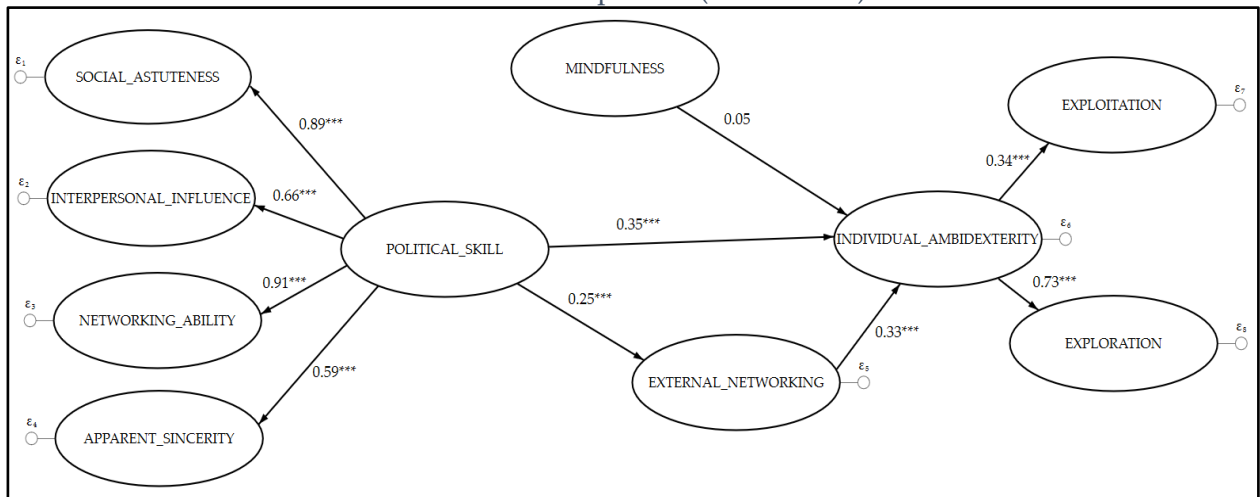 ε₁
SOCIAL_ASTUTENESS
MINDFULNESS
ε₇
EXPLOITATION
0.89***
0.05
0.34***
ε₂
INTERPERSONAL_INFLUENCE
0.66***
0.35***
ε₆
INDIVIDUAL_AMBIDEXTERITY
POLITICAL_SKILL
0.91***
0.73***
ε₃
NETWORKING_ABILITY
0.25***
0.33***
ε₈
EXPLORATION
0.59***
EXTERNAL_NETWORKING
ε₅
ε₄
APPARENT_SINCERITY